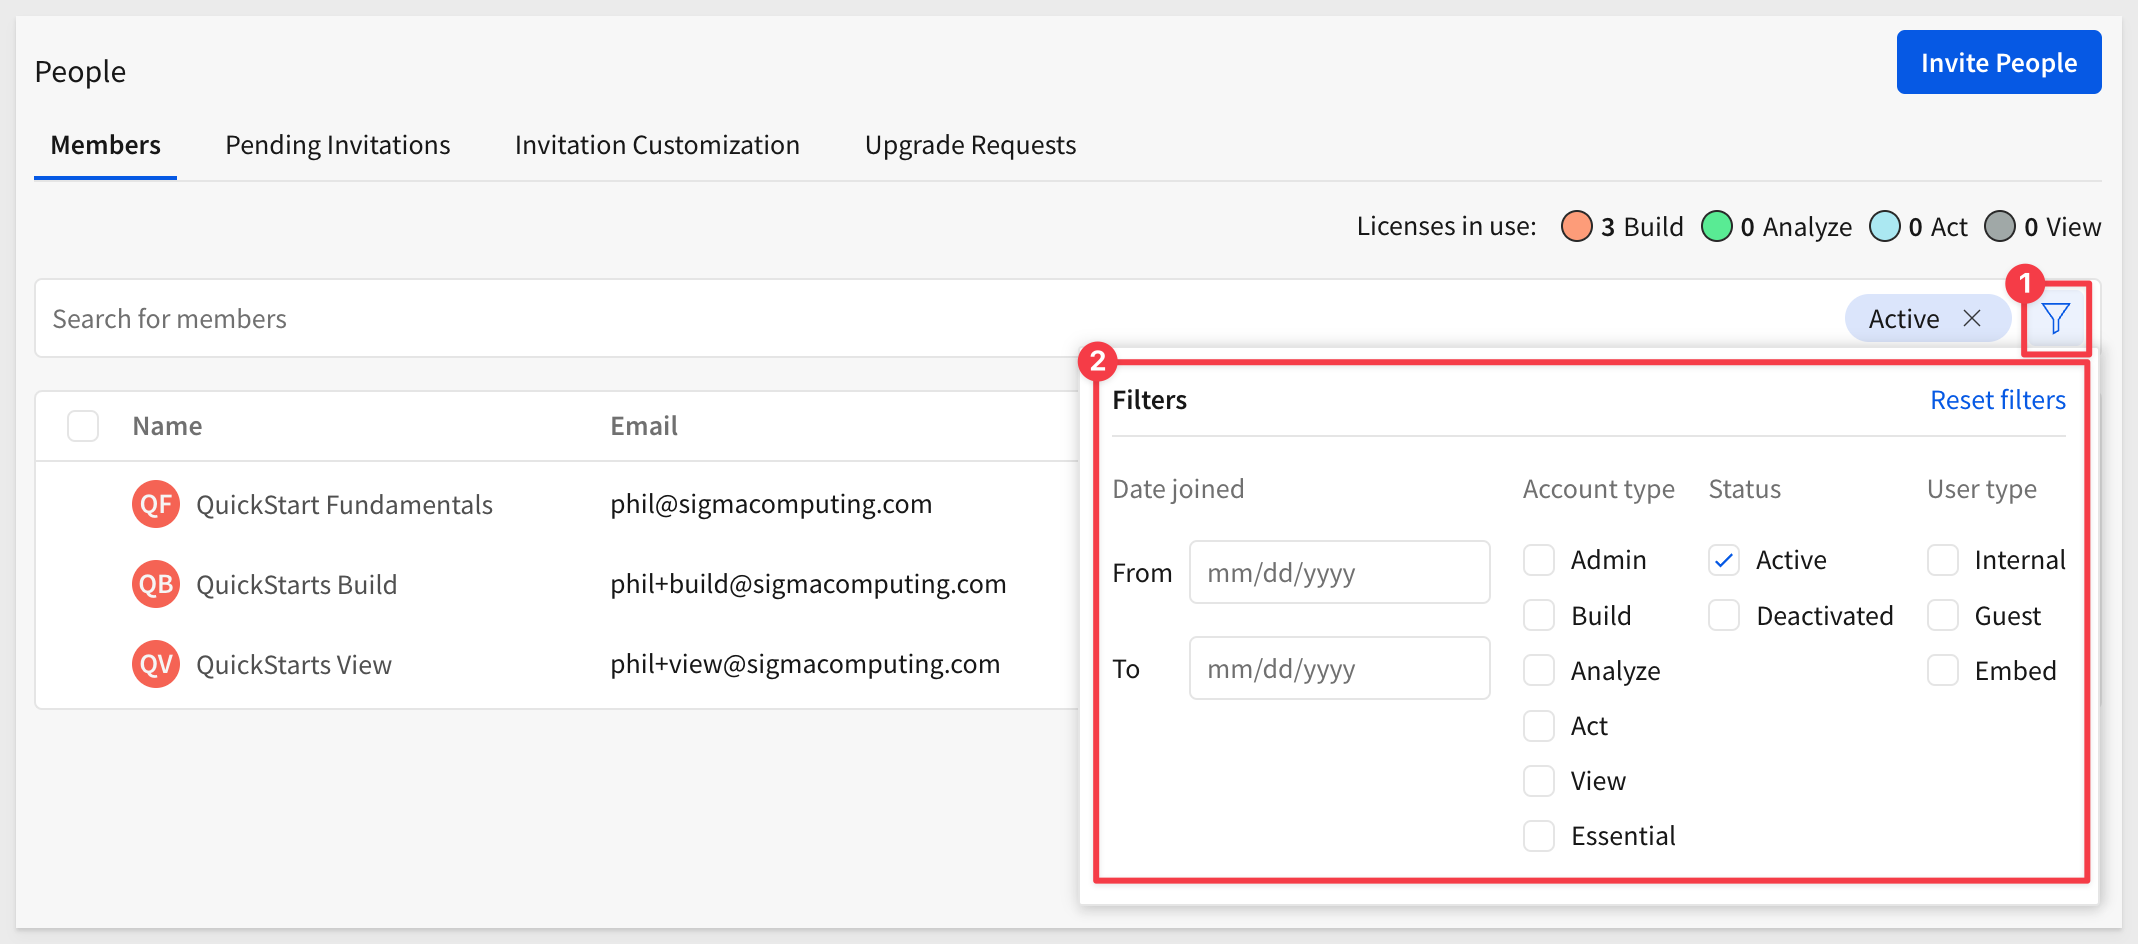 People
Invite People
Members Pending Invitations Invitation Customization Upgrade Requests
Licenses in use: 3 Build 0 Analyze 0 Act 0 View
Search for members Active 1
2
Filters Reset filters
Name Email
QF QuickStart Fundamentals phil@sigmacomputing.com
QB QuickStarts Build phil+build@sigmacomputing.com
QV QuickStarts View phil+view@sigmacomputing.com
Date joined Account type Status User type
From mm/dd/yyyy
To mm/dd/yyyy
Admin
Build
Analyze
Act
View
Essential
Active
Deactivated
Internal
Guest
Embed